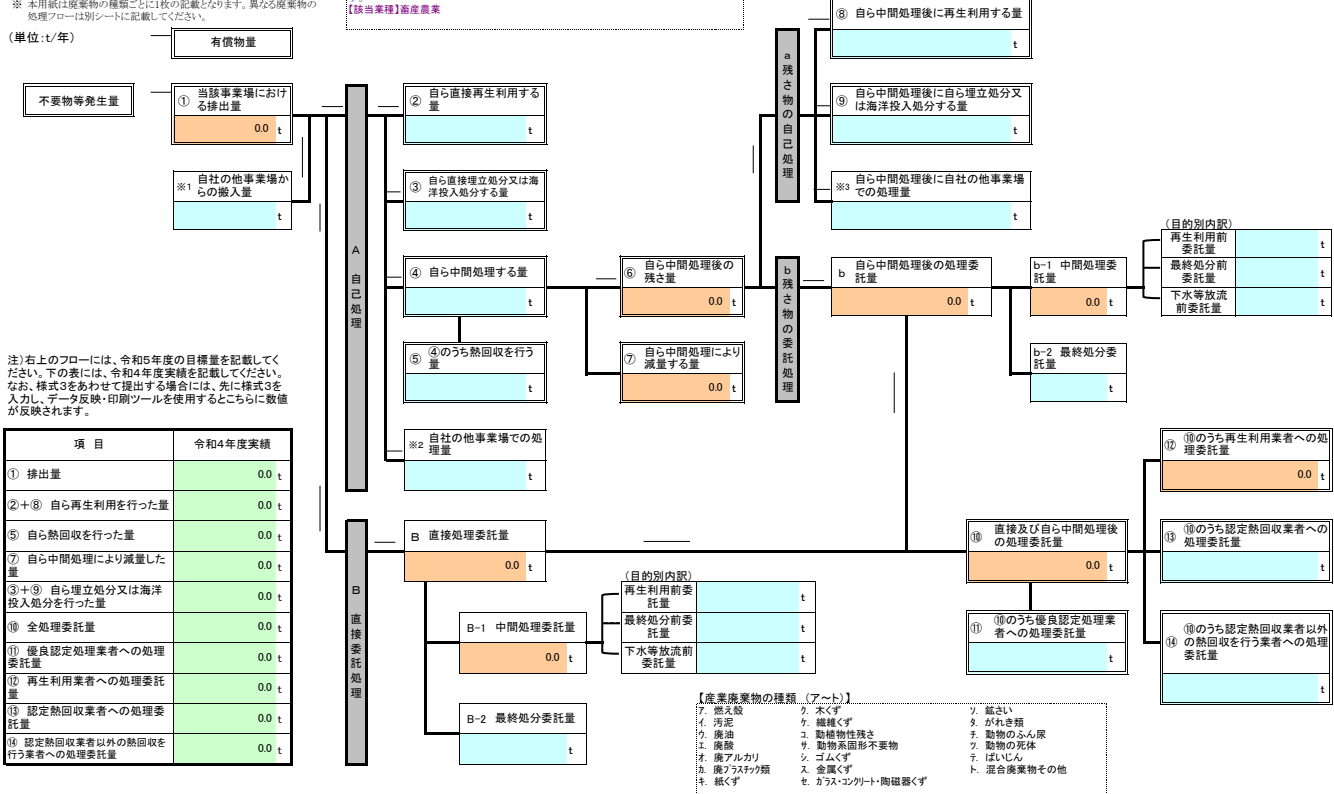 ※ 本用紙は廃棄物の種類ごとに1枚の記載となります。異なる廃棄物の
処理フローは別シートに記載してください。
【該当業種】畜産農業
(単位:t/年)
有償物量
不要物等発生量
① 当該事業場におけ
る排出量
0.0 t
※1 自社の他事業場か
らの搬入量
t
A 自己処理
② 自ら直接再生利用する
量
t
③ 自ら直接埋立処分又は海
洋投入処分する量
t
④ 自ら中間処理する量
t
⑤ ④のうち熱回収を行う
量
t
※2 自社の他事業場での処
理量
t
⑥ 自ら中間処理後の
残さ量
0.0 t
⑦ 自ら中間処理により
減量する量
0.0 t
a 残さ物の自己処理
⑧ 自ら中間処理後に再生利用する量
t
⑨ 自ら中間処理後に自ら埋立処分又
は海洋投入処分する量
t
※3 自ら中間処理後に自社の他事業場
での処理量
t
b 残さ物の委託処理
b 自ら中間処理後の処理委
託量
0.0 t
b-1 中間処理委
託量
0.0 t
(目的別内訳)
再生利用前
委託量
t
最終処分前
委託量
t
下水等放流
前委託量
t
b-2 最終処分委
託量
t
注)右上のフローには、令和5年度の目標量を記載してく
ださい。下の表には、令和4年度実績を記載してください。
なお、様式3をあわせて提出する場合には、先に様式3を
入力し、データ反映・印刷ツールを使用するとこちらに数値
が反映されます。
項 目 令和4年度実績
① 排出量 0.0 t
②+⑧ 自ら再生利用を行った量 0.0 t
⑤ 自ら熱回収を行った量 0.0 t
⑦ 自ら中間処理により減量した
量 0.0 t
③+⑨ 自ら埋立処分又は海洋
投入処分を行った量 0.0 t
⑩ 全処理委託量 0.0 t
⑪ 優良認定処理業者への処理
委託量 0.0 t
⑫ 再生利用業者への処理委託
量 0.0 t
⑬ 認定熱回収業者への処理委
託量 0.0 t
⑭ 認定熱回収業者以外の熱回収を
行う業者への処理委託量 0.0 t
B 直接委託処理
B 直接処理委託量
0.0 t
B-1 中間処理委託量
0.0 t
(目的別内訳)
再生利用前委
託量
t
最終処分前委
託量
t
下水等放流前
委託量
t
B-2 最終処分委託量
t
⑩ 直接及び自ら中間処理後
の処理委託量
0.0 t
⑪ ⑩のうち優良認定処理業
者への処理委託量
t
⑫ ⑩のうち再生利用業者への処
理委託量
0.0 t
⑬ ⑩のうち認定熱回収業者への
処理委託量
t
⑭ ⑩のうち認定熱回収業者以外
の熱回収を行う業者への処理
委託量
t
【産業廃棄物の種類 (ア~ト)】
ア. 燃え殻
イ. 汚泥
ウ. 廃油
エ. 廃酸
オ. 廃アルカリ
カ. 廃プラスチック類
キ. 紙くず
ク. 木くず
ケ. 繊維くず
コ. 動植物性残さ
サ. 動物系固形不要物
シ. ゴムくず
ス. 金属くず
セ. ガラス・コンクリート・陶磁器くず
ソ. 鉱さい
タ. がれき類
チ. 動物のふん尿
ツ. 動物の死体
テ. ばいじん
ト. 混合廃棄物その他